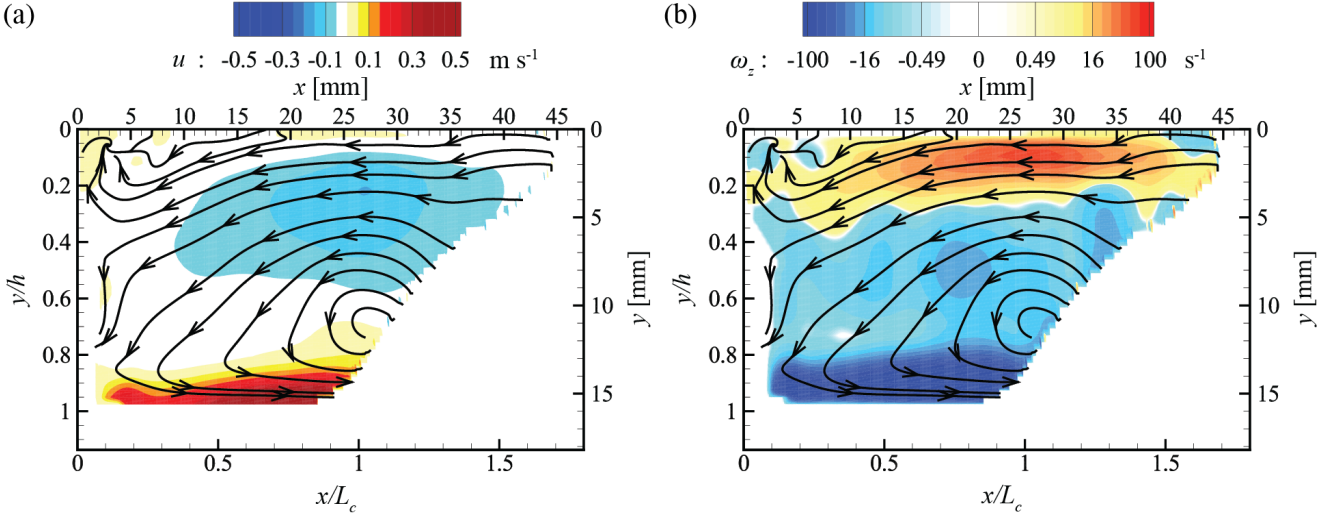 (a)
-0.5 -0.3 -0.1 0.1 0.3 0.5
u : m s-1
x [mm]
0 5 10 15 20 25 30 35 40 45
0 0.2 0.4 0.6 0.8 1
y/h
0 5 10 15
y [mm]
0 0.5 1 1.5
x/Lc
(b)
-100 -16 -0.49 0 0.49 16 100
ωz : s-1
x [mm]
0 5 10 15 20 25 30 35 40 45
0 0.2 0.4 0.6 0.8 1
y/h
0 5 10 15
y [mm]
0 0.5 1 1.5
x/Lc